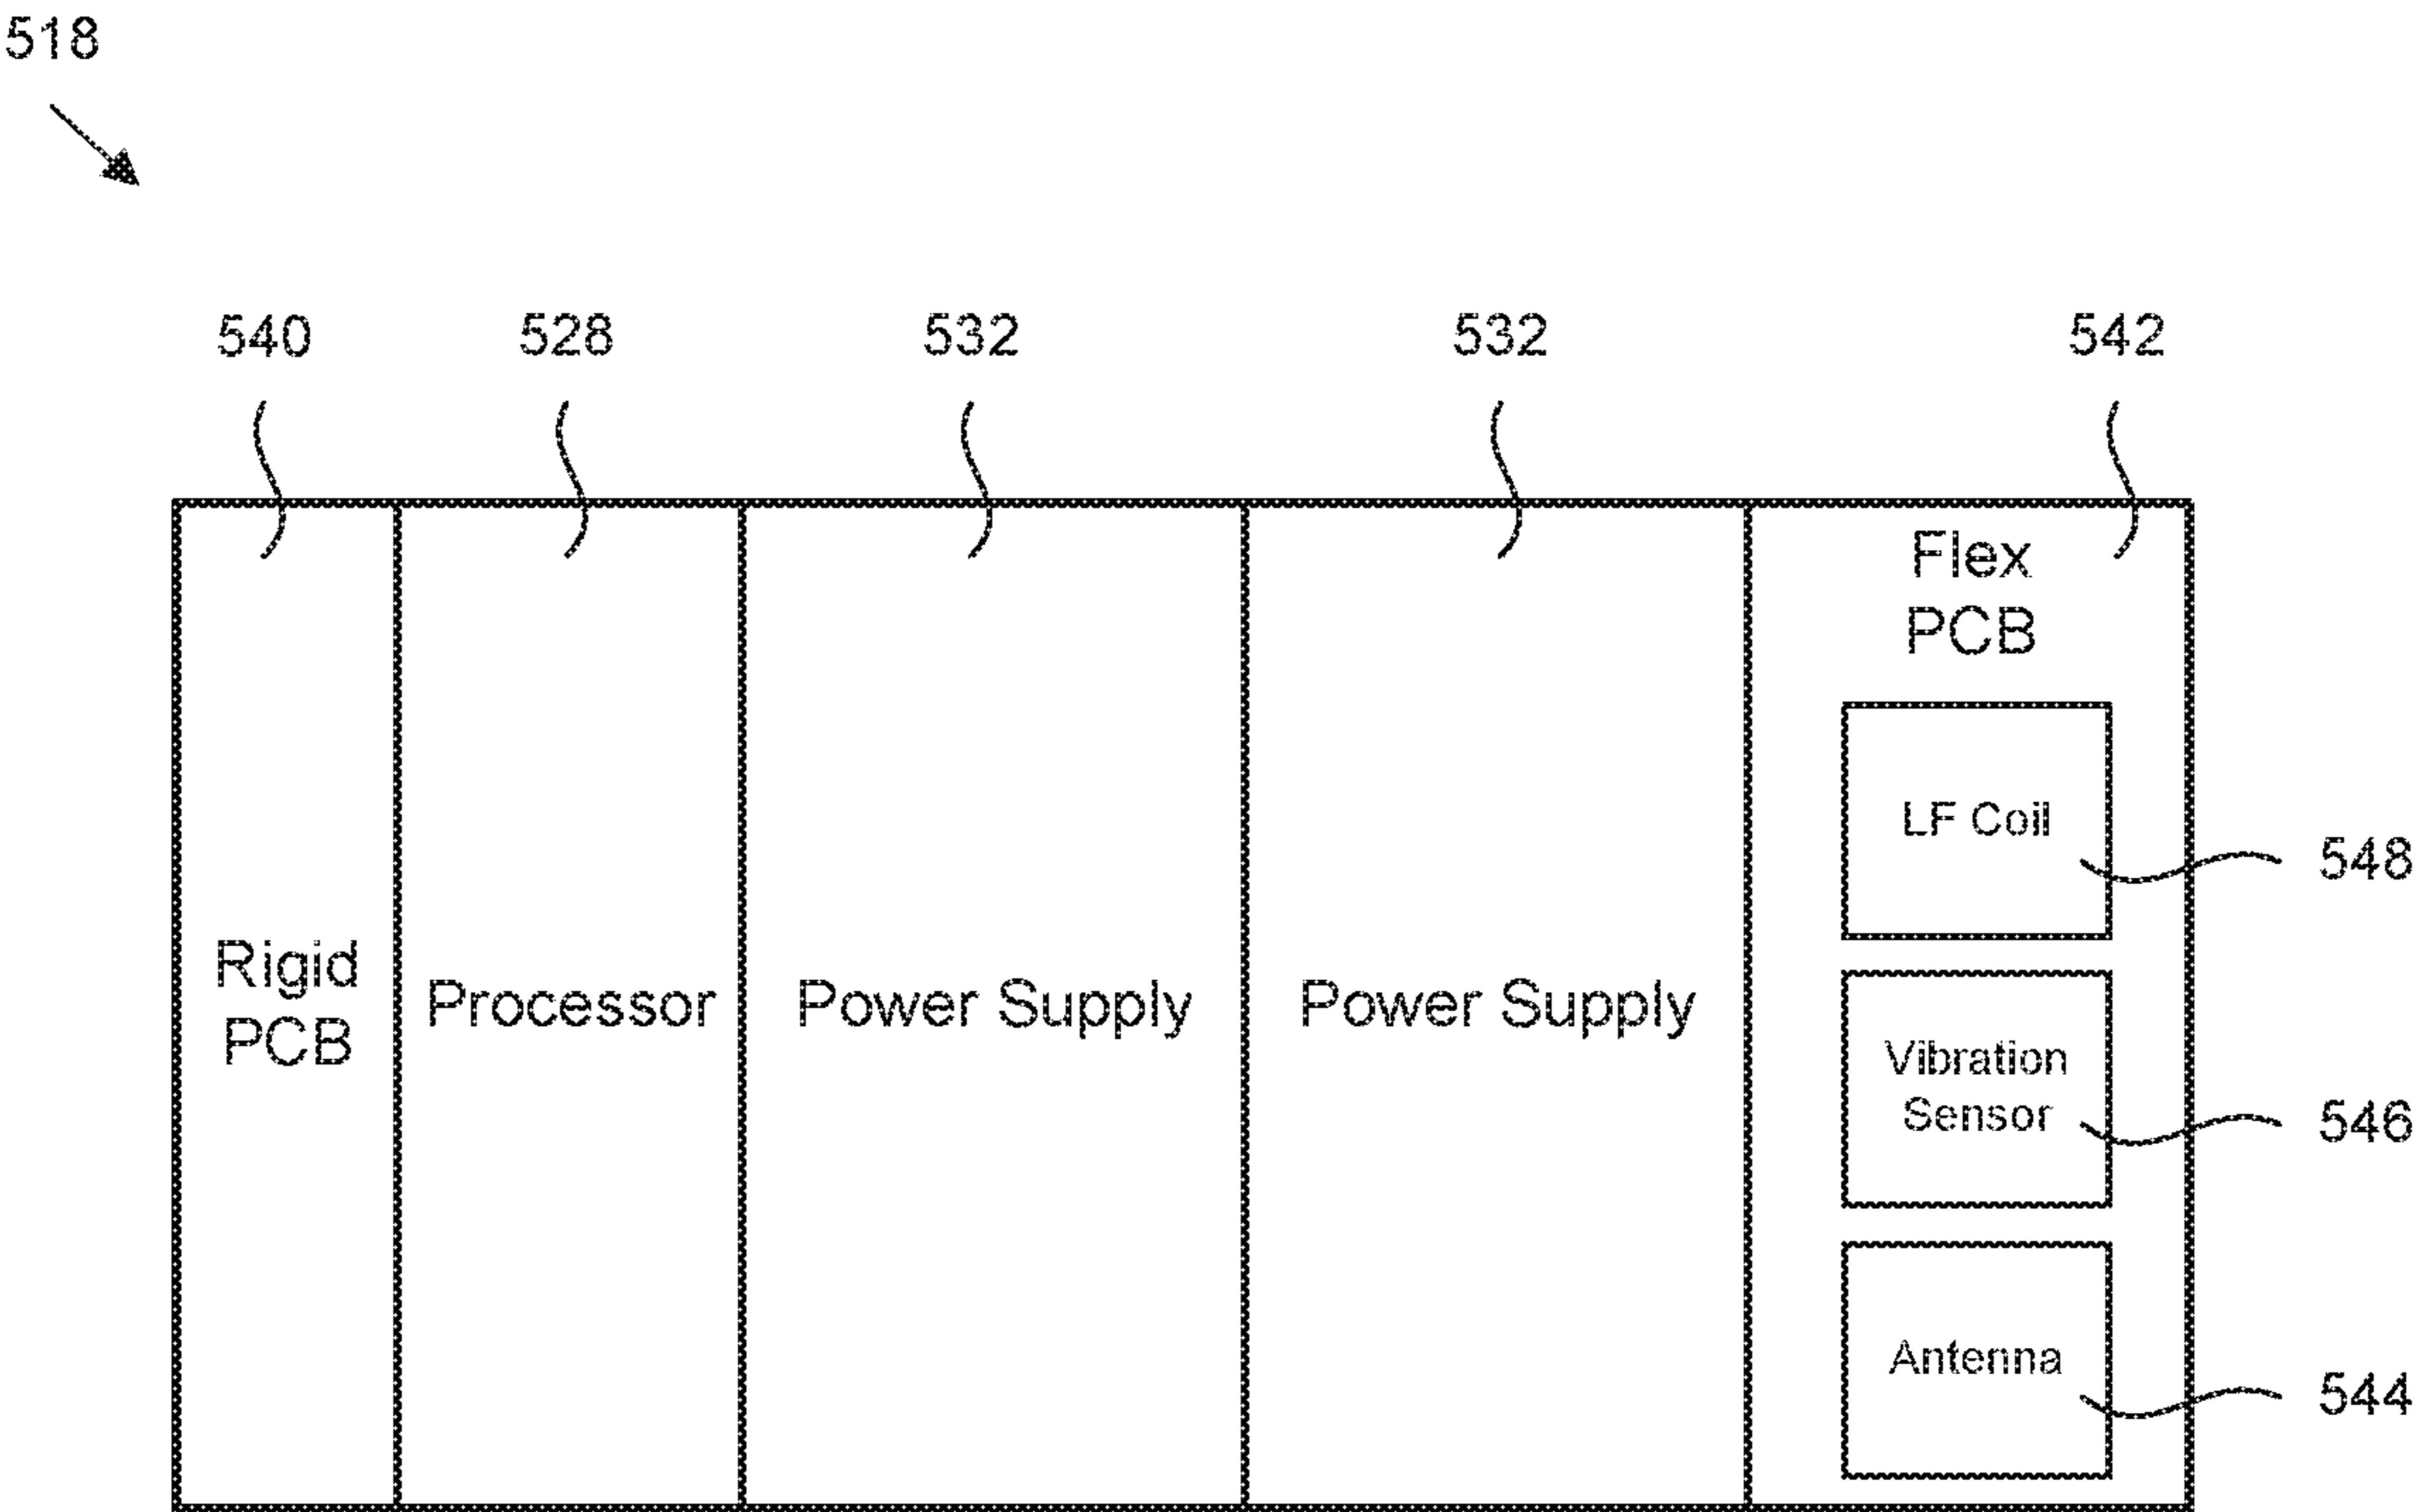 518
540
528
532
532
542
Flex
PCB
LF Coil
548
Rigid
PCB
Processor
Power Supply
Power Supply
Vibration
Sensor
546
Antenna
544